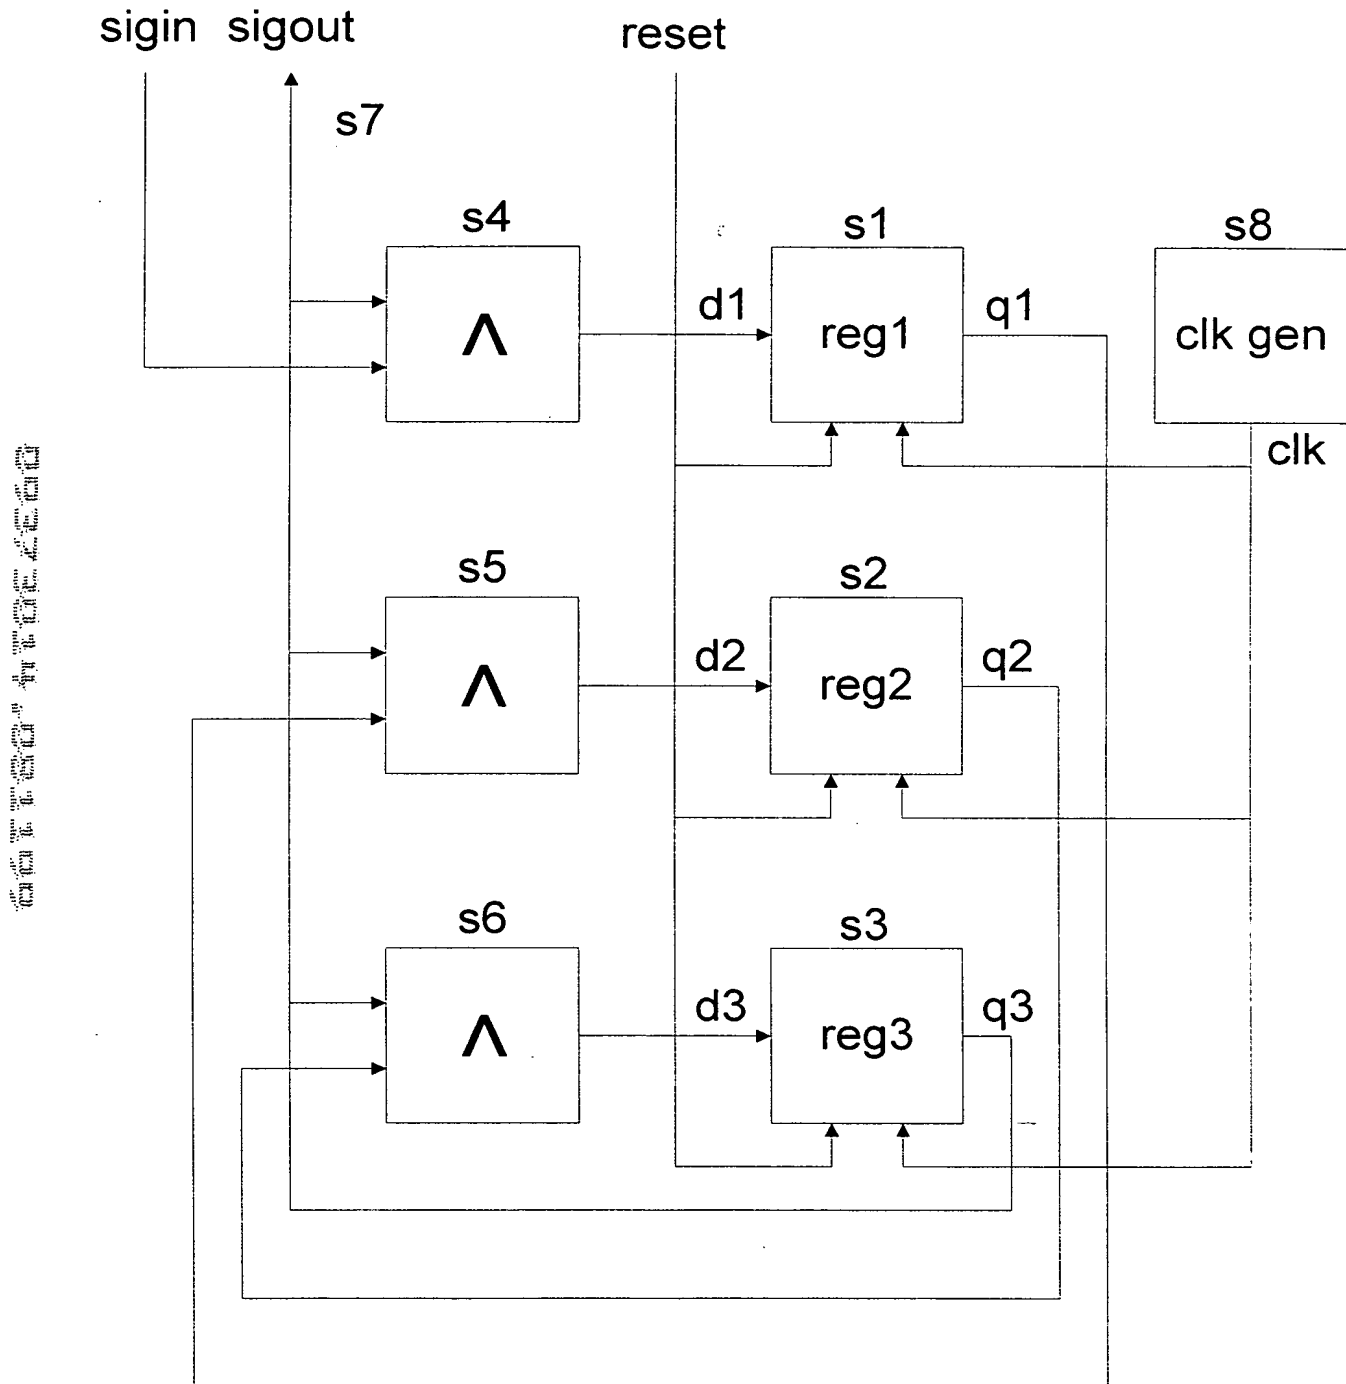 sigin sigout reset
s7
s4 s1 s8
d1 q1
Λ reg1 clk gen
clk
s5 s2
d2 q2
Λ reg2
s6 s3
d3 q3
Λ reg3